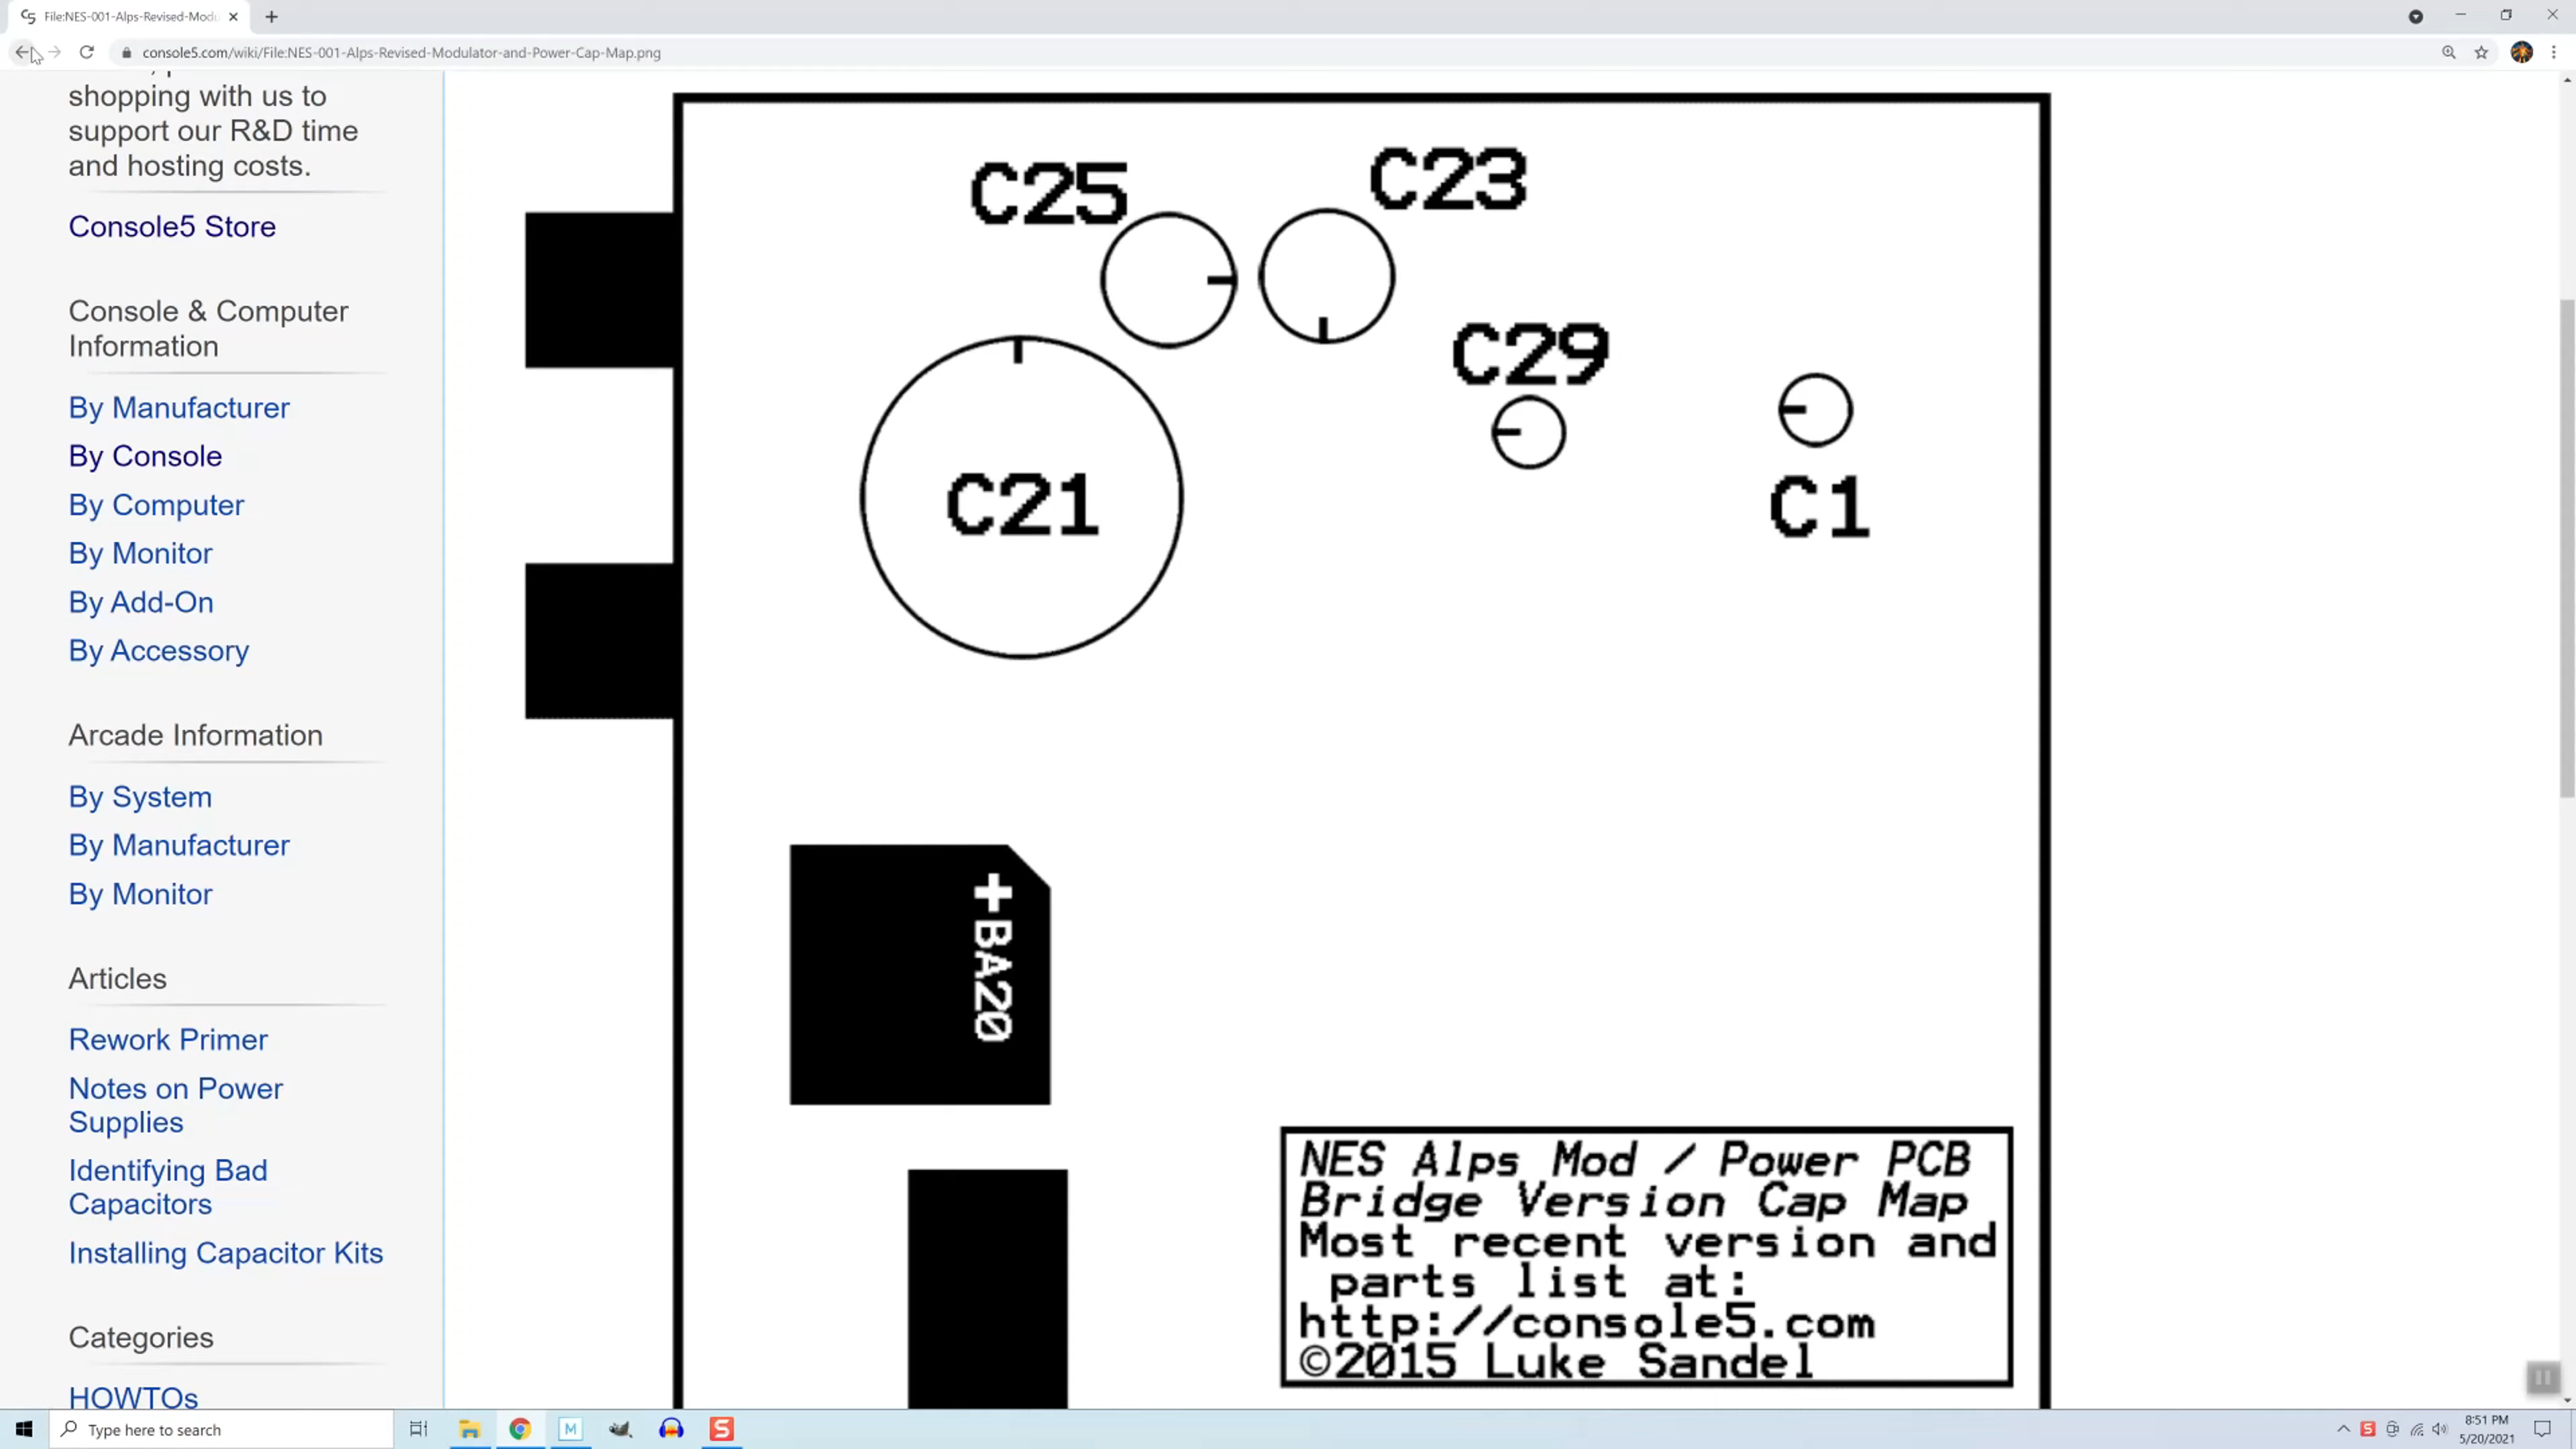 File:NES-001-Alps-Revised-Modu
console5.com/wiki/File:NES-001-Alps-Revised-Modulator-and-Power-Cap-Map.png
shopping with us to
support our R&D time
and hosting costs.
Console5 Store
Console & Computer
Information
By Manufacturer
By Console
By Computer
By Monitor
By Add-On
By Accessory
Arcade Information
By System
By Manufacturer
By Monitor
Articles
Rework Primer
Notes on Power
Supplies
Identifying Bad
Capacitors
Installing Capacitor Kits
Categories
HOWTOs
C25
C23
C29
C21
C1
+BA20
NES Alps Mod / Power PCB
Bridge Version Cap Map
Most recent version and
parts list at:
http://console5.com
©2015 Luke Sandel
Type here to search
8:51 PM
5/20/2021